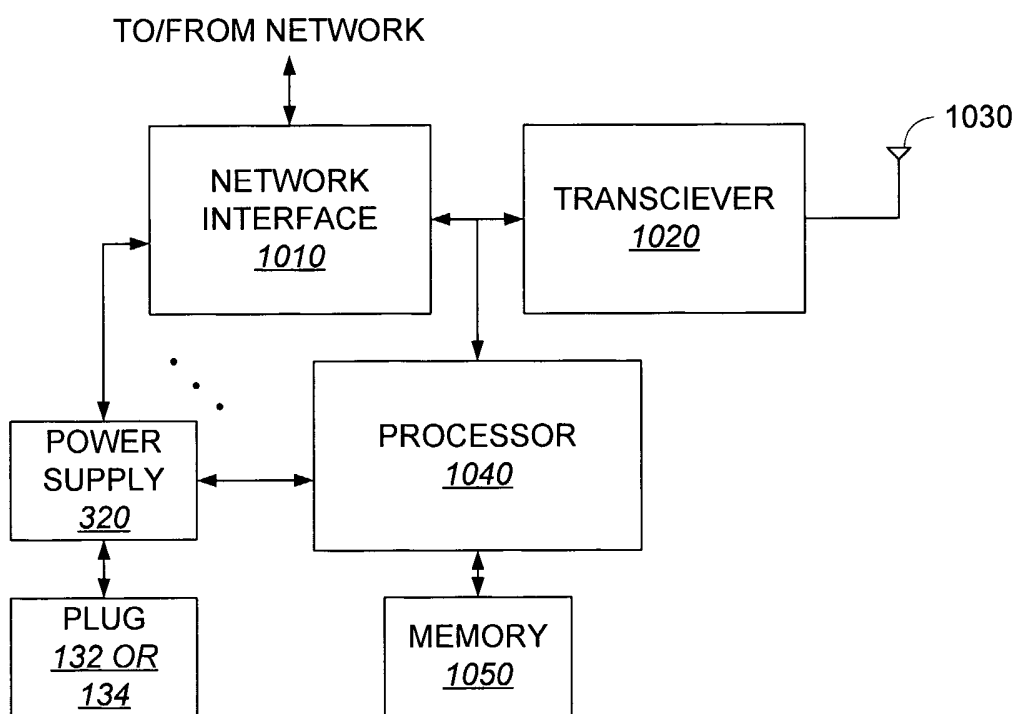 TO/FROM NETWORK
1030
NETWORK
INTERFACE
1010
TRANSCIEVER
1020
PROCESSOR
1040
POWER
SUPPLY
320
PLUG
132 OR
134
MEMORY
1050